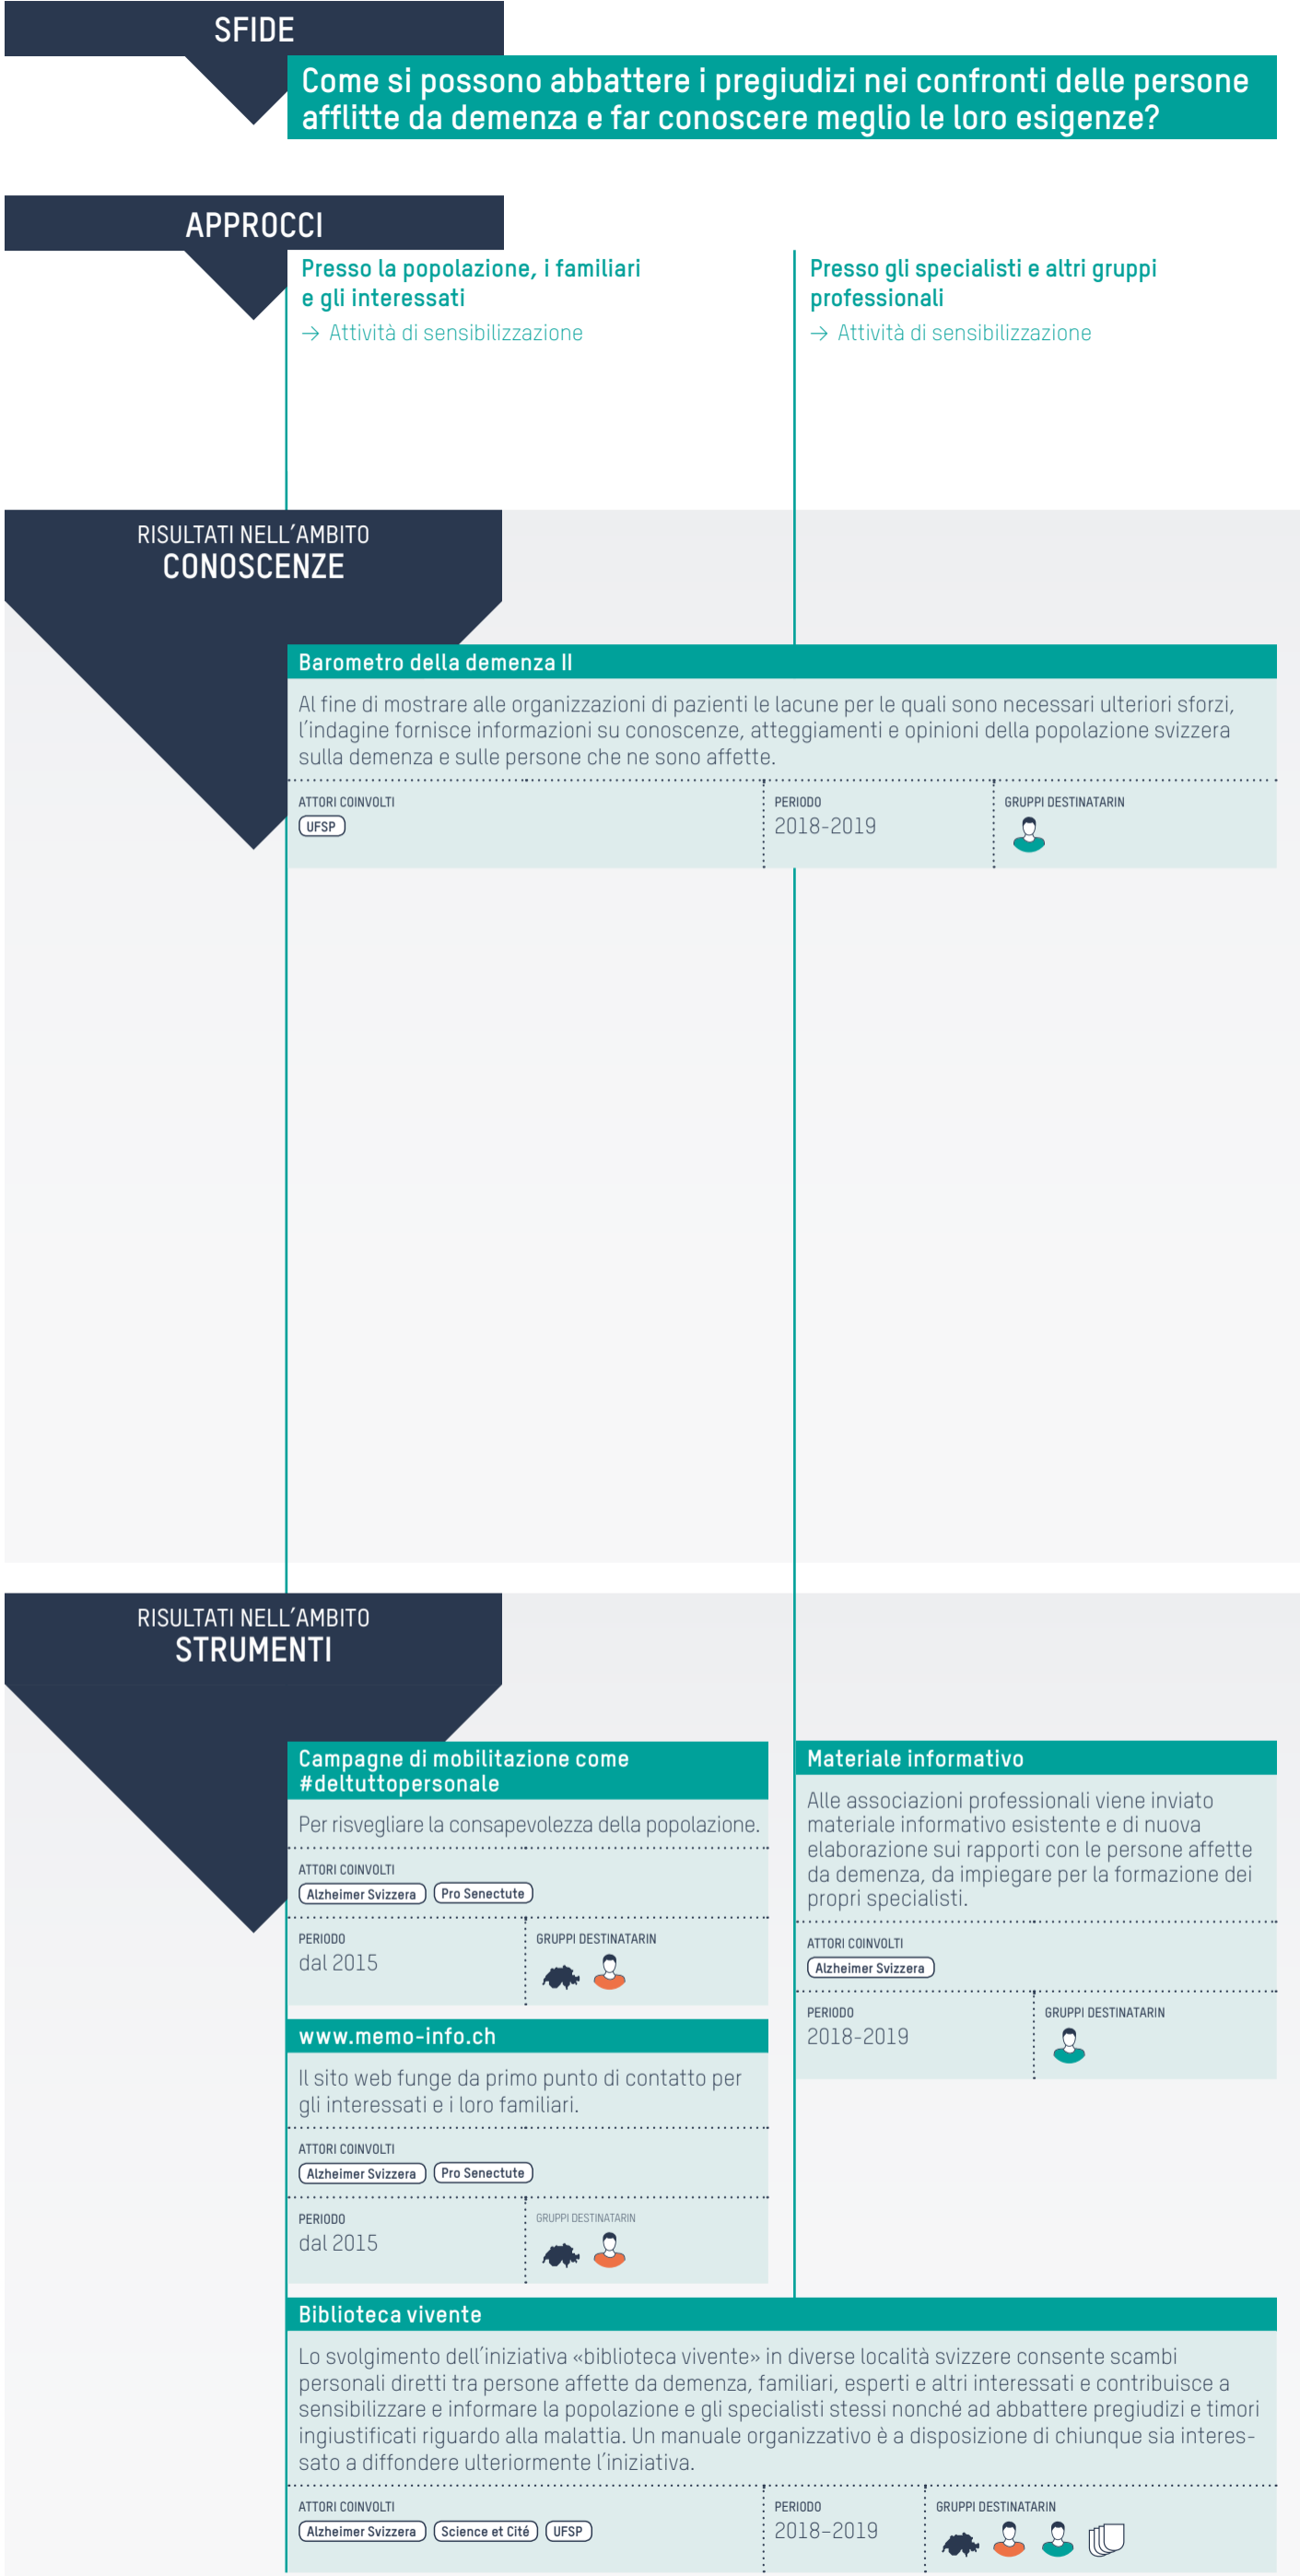 SFIDE
Come si possono abbattere i pregiudizi nei confronti delle persone
afflitte da demenza e far conoscere meglio le loro esigenze?
APPROCCI
Presso la popolazione, i familiari
e gli interessati
→ Attività di sensibilizzazione
Presso gli specialisti e altri gruppi
professionali
→ Attività di sensibilizzazione
RISULTATI NELL'AMBITO
CONOSCENZE
Barometro della demenza II
Al fine di mostrare alle organizzazioni di pazienti le lacune per le quali sono necessari ulteriori sforzi,
l'indagine fornisce informazioni su conoscenze, atteggiamenti e opinioni della popolazione svizzera
sulla demenza e sulle persone che ne sono affette.
ATTORI COINVOLTI
UFSP
PERIODO
2018-2019
GRUPPI DESTINATARIN
RISULTATI NELL'AMBITO
STRUMENTI
Campagne di mobilitazione come
#deltuttopersonale
Per risvegliare la consapevolezza della popolazione.
ATTORI COINVOLTI
Alzheimer Svizzera Pro Senectute
PERIODO
dal 2015
GRUPPI DESTINATARIN
www.memo-info.ch
Il sito web funge da primo punto di contatto per
gli interessati e i loro familiari.
ATTORI COINVOLTI
Alzheimer Svizzera Pro Senectute
PERIODO
dal 2015
GRUPPI DESTINATARIN
Materiale informativo
Alle associazioni professionali viene inviato
materiale informativo esistente e di nuova
elaborazione sui rapporti con le persone affette
da demenza, da impiegare per la formazione dei
propri specialisti.
ATTORI COINVOLTI
Alzheimer Svizzera
PERIODO
2018-2019
GRUPPI DESTINATARIN
Biblioteca vivente
Lo svolgimento dell'iniziativa «biblioteca vivente» in diverse località svizzere consente scambi
personali diretti tra persone affette da demenza, familiari, esperti e altri interessati e contribuisce a
sensibilizzare e informare la popolazione e gli specialisti stessi nonché ad abbattere pregiudizi e timori
ingiustificati riguardo alla malattia. Un manuale organizzativo è a disposizione di chiunque sia interes-
sato a diffondere ulteriormente l'iniziativa.
ATTORI COINVOLTI
Alzheimer Svizzera Science et Cité UFSP
PERIODO
2018–2019
GRUPPI DESTINATARIN